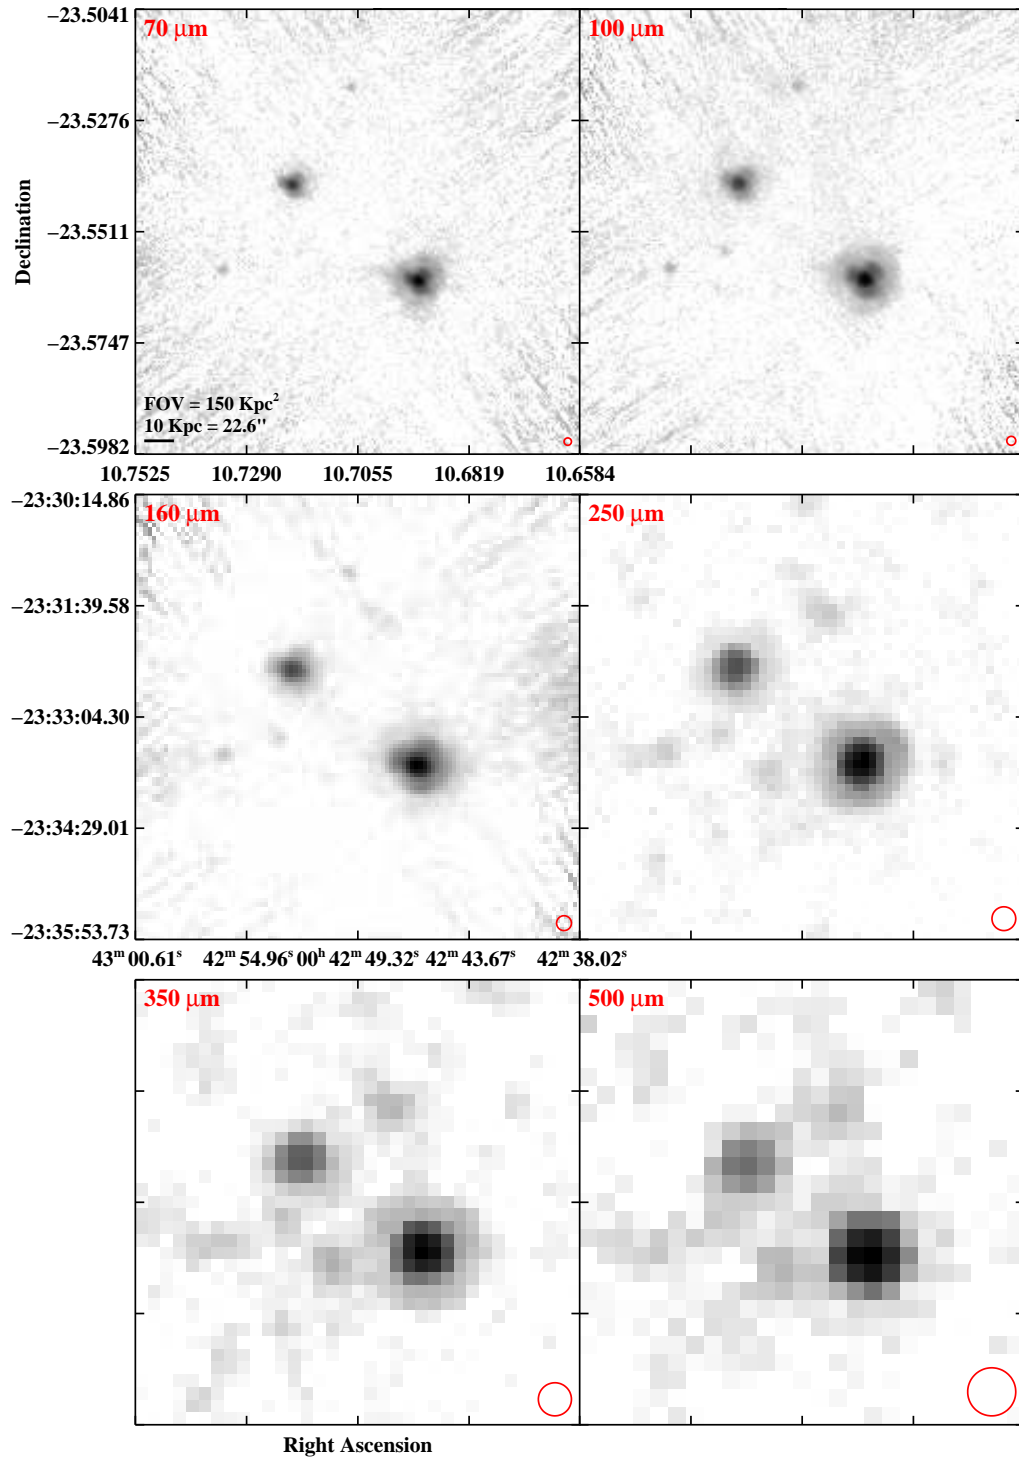 70 μm
100 μm
−23.5041
−23.5276
−23.5511
−23.5747
−23.5982
Declination
FOV = 150 Kpc²
10 Kpc = 22.6"
10.7525 10.7290 10.7055 10.6819 10.6584
160 μm
250 μm
−23:30:14.86
−23:31:39.58
−23:33:04.30
−23:34:29.01
−23:35:53.73
43ᵐ 00.61ˢ 42ᵐ 54.96ˢ 00ʰ 42ᵐ 49.32ˢ 42ᵐ 43.67ˢ 42ᵐ 38.02ˢ
350 μm
500 μm
Right Ascension